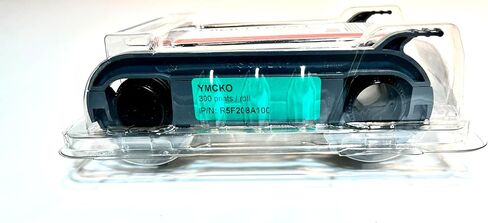 YMCKO
300 prints / roll
P/N: R5F208A100